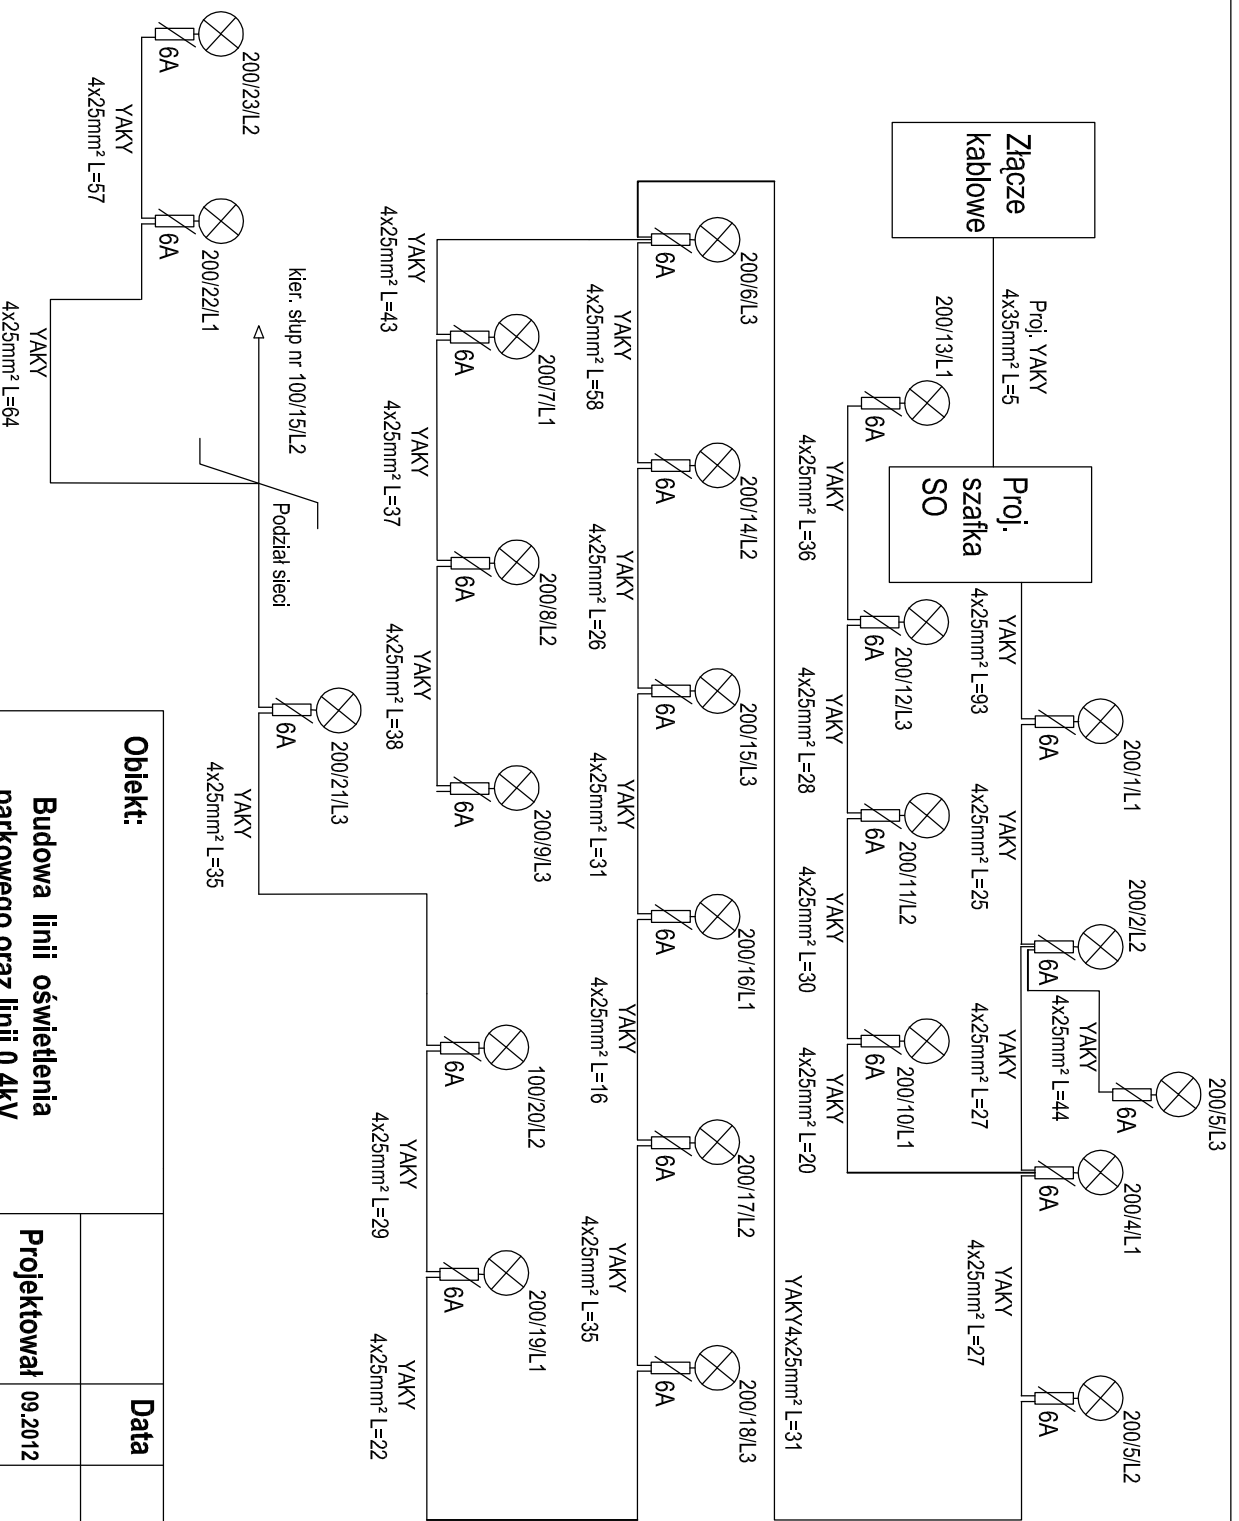 Złącze
kablowe
Proj. YAKY
4x35mm² L=5
Proj.
szafka
SO
YAKY
4x25mm² L=93
200/1/L1
6A
YAKY
4x25mm² L=25
200/2/L2
6A
YAKY
4x25mm² L=44
200/5/L3
6A
YAKY
4x25mm² L=27
200/4/L1
6A
YAKY
4x25mm² L=27
200/5/L2
6A
200/13/L1
6A
YAKY
4x25mm² L=36
200/12/L3
6A
YAKY
4x25mm² L=28
200/11/L2
6A
YAKY
4x25mm² L=30
200/10/L1
6A
YAKY
4x25mm² L=20
YAKY4x25mm² L=31
200/6/L3
6A
YAKY
4x25mm² L=58
200/14/L2
6A
YAKY
4x25mm² L=26
200/15/L3
6A
YAKY
4x25mm² L=31
200/16/L1
6A
YAKY
4x25mm² L=16
200/17/L2
6A
YAKY
4x25mm² L=35
200/18/L3
6A
YAKY
4x25mm² L=43
200/7/L1
6A
YAKY
4x25mm² L=37
200/8/L2
6A
YAKY
4x25mm² L=38
200/9/L3
6A
100/20/L2
6A
YAKY
4x25mm² L=29
200/19/L1
6A
YAKY
4x25mm² L=22
kier. słup nr 100/15/L2
Podział sieci
200/21/L3
6A
YAKY
4x25mm² L=35
200/23/L2
6A
YAKY
4x25mm² L=57
200/22/L1
6A
YAKY
4x25mm² L=64
Obiekt:
Budowa linii oświetlenia
parkowego oraz linii 0,4kV
Data
Projektował
09.2012